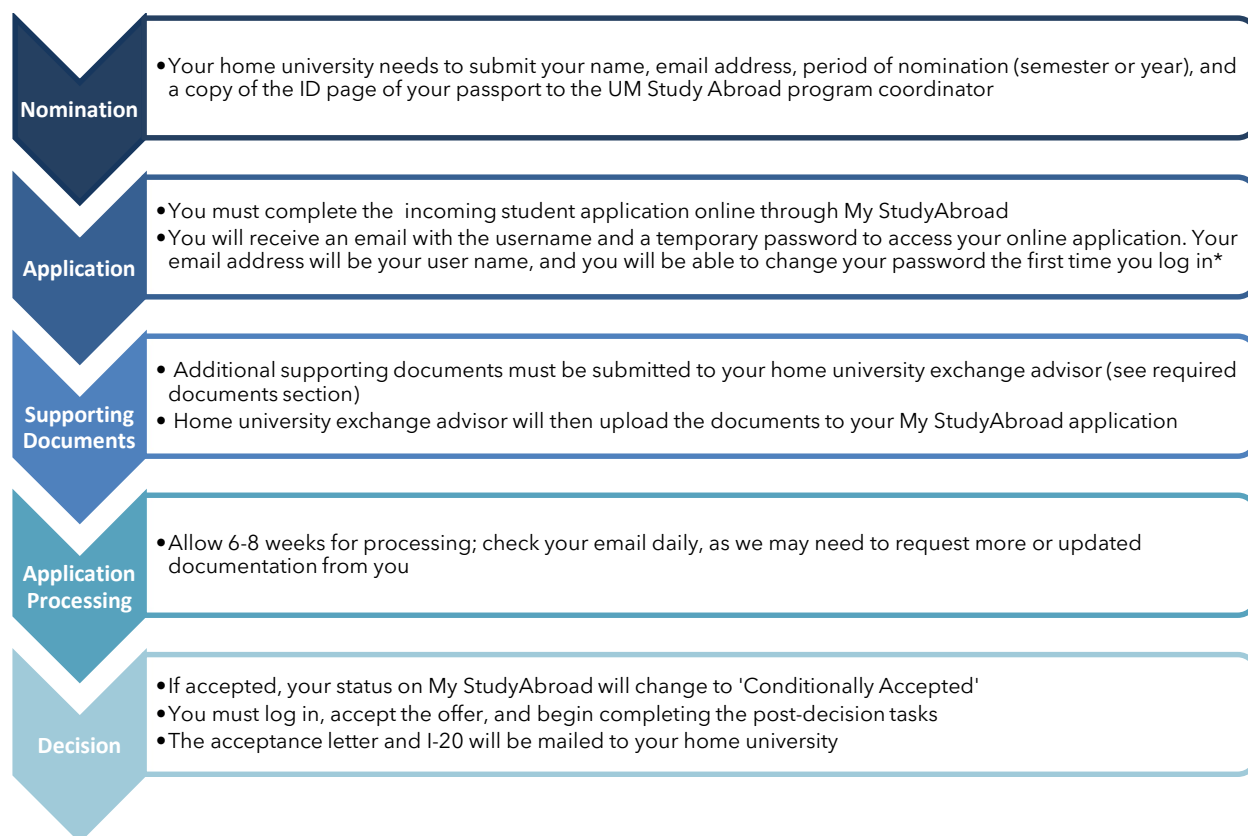 Nomination
•Your home university needs to submit your name, email address, period of nomination (semester or year), and
a copy of the ID page of your passport to the UM Study Abroad program coordinator
Application
•You must complete the  incoming student application online through My StudyAbroad
•You will receive an email with the username and a temporary password to access your online application. Your
email address will be your user name, and you will be able to change your password the first time you log in*
Supporting
Documents
• Additional supporting documents must be submitted to your home university exchange advisor (see required
documents section)
• Home university exchange advisor will then upload the documents to your My StudyAbroad application
Application
Processing
•Allow 6-8 weeks for processing; check your email daily, as we may need to request more or updated
documentation from you
Decision
•If accepted, your status on My StudyAbroad will change to 'Conditionally Accepted'
•You must log in, accept the offer, and begin completing the post-decision tasks
•The acceptance letter and I-20 will be mailed to your home university